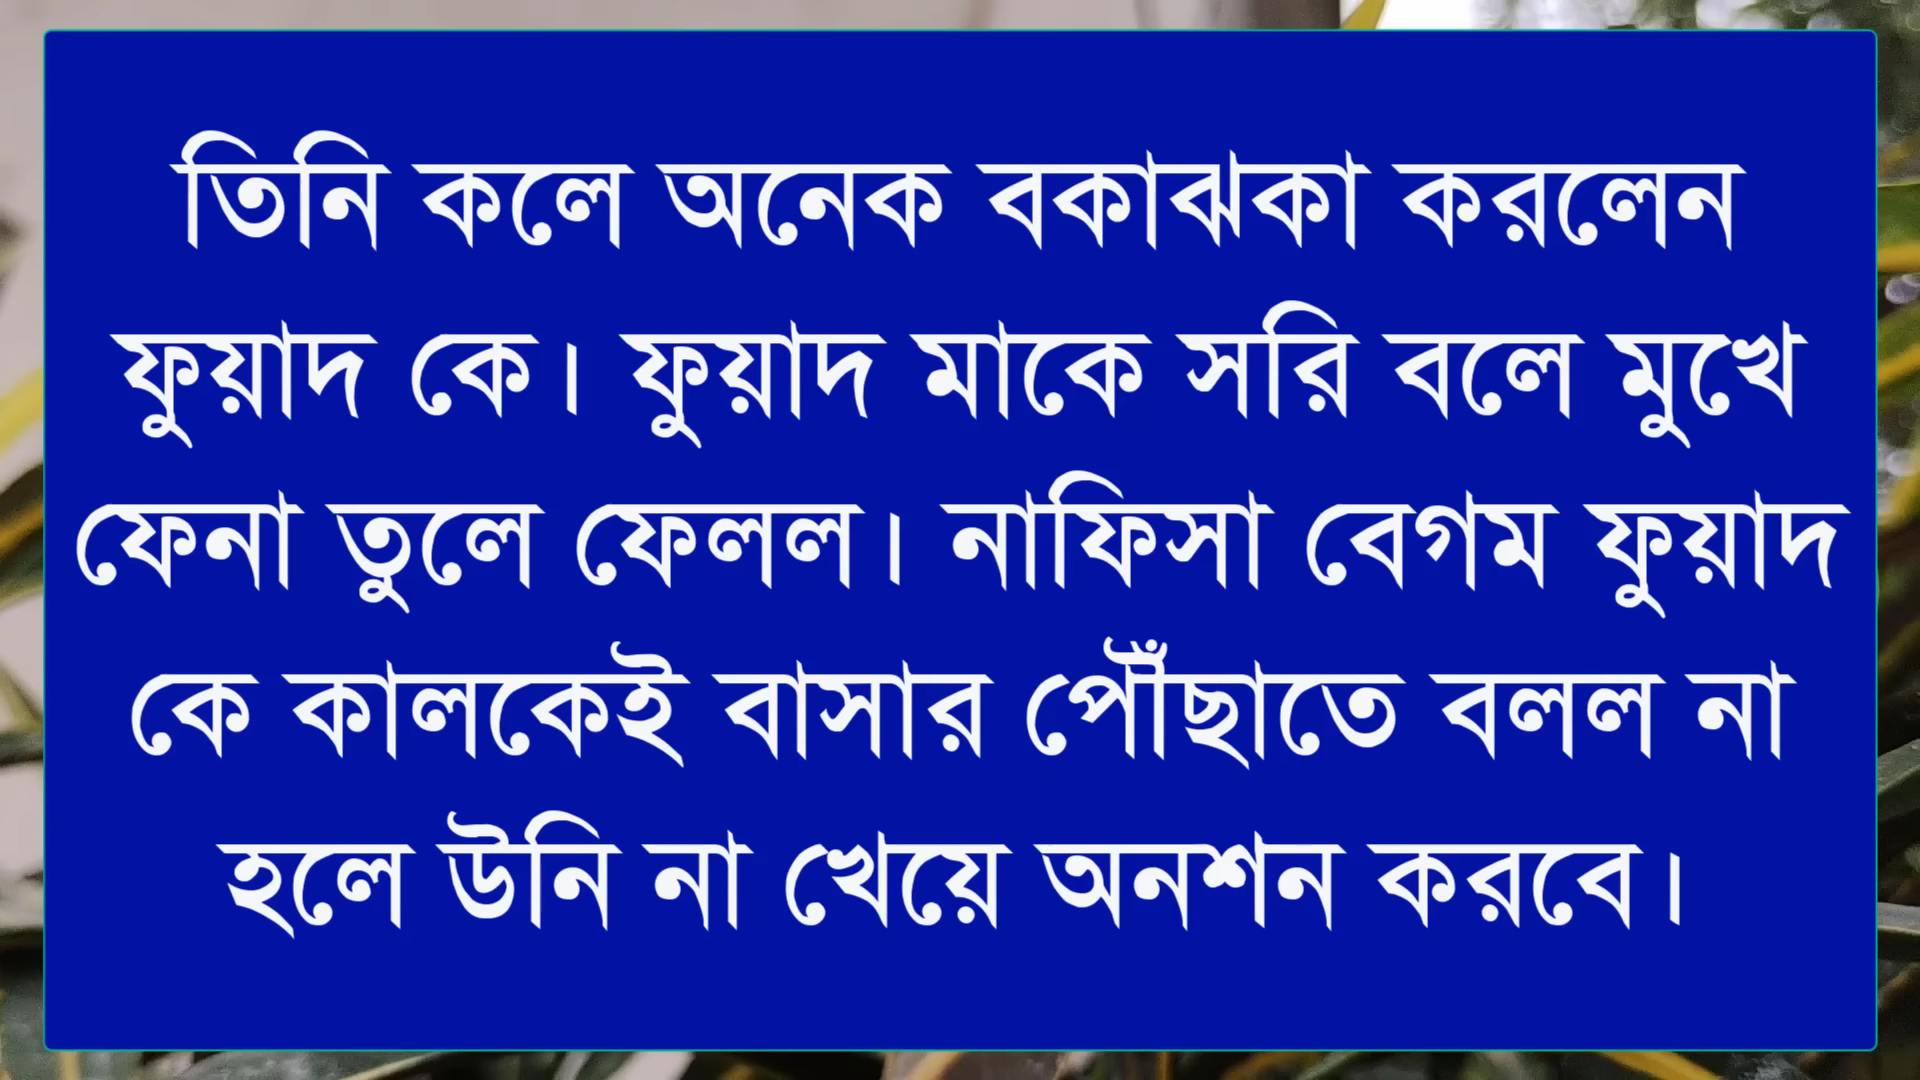 তিনি কলে অনেক বকাঝকা করলেন
ফুয়াদ কে। ফুয়াদ মাকে সরি বলে মুখে
ফেনা তুলে ফেলল। নাফিসা বেগম ফুয়াদ
কে কালকেই বাসার পৌঁছাতে বলল না
হলে উনি না খেয়ে অনশন করবে।